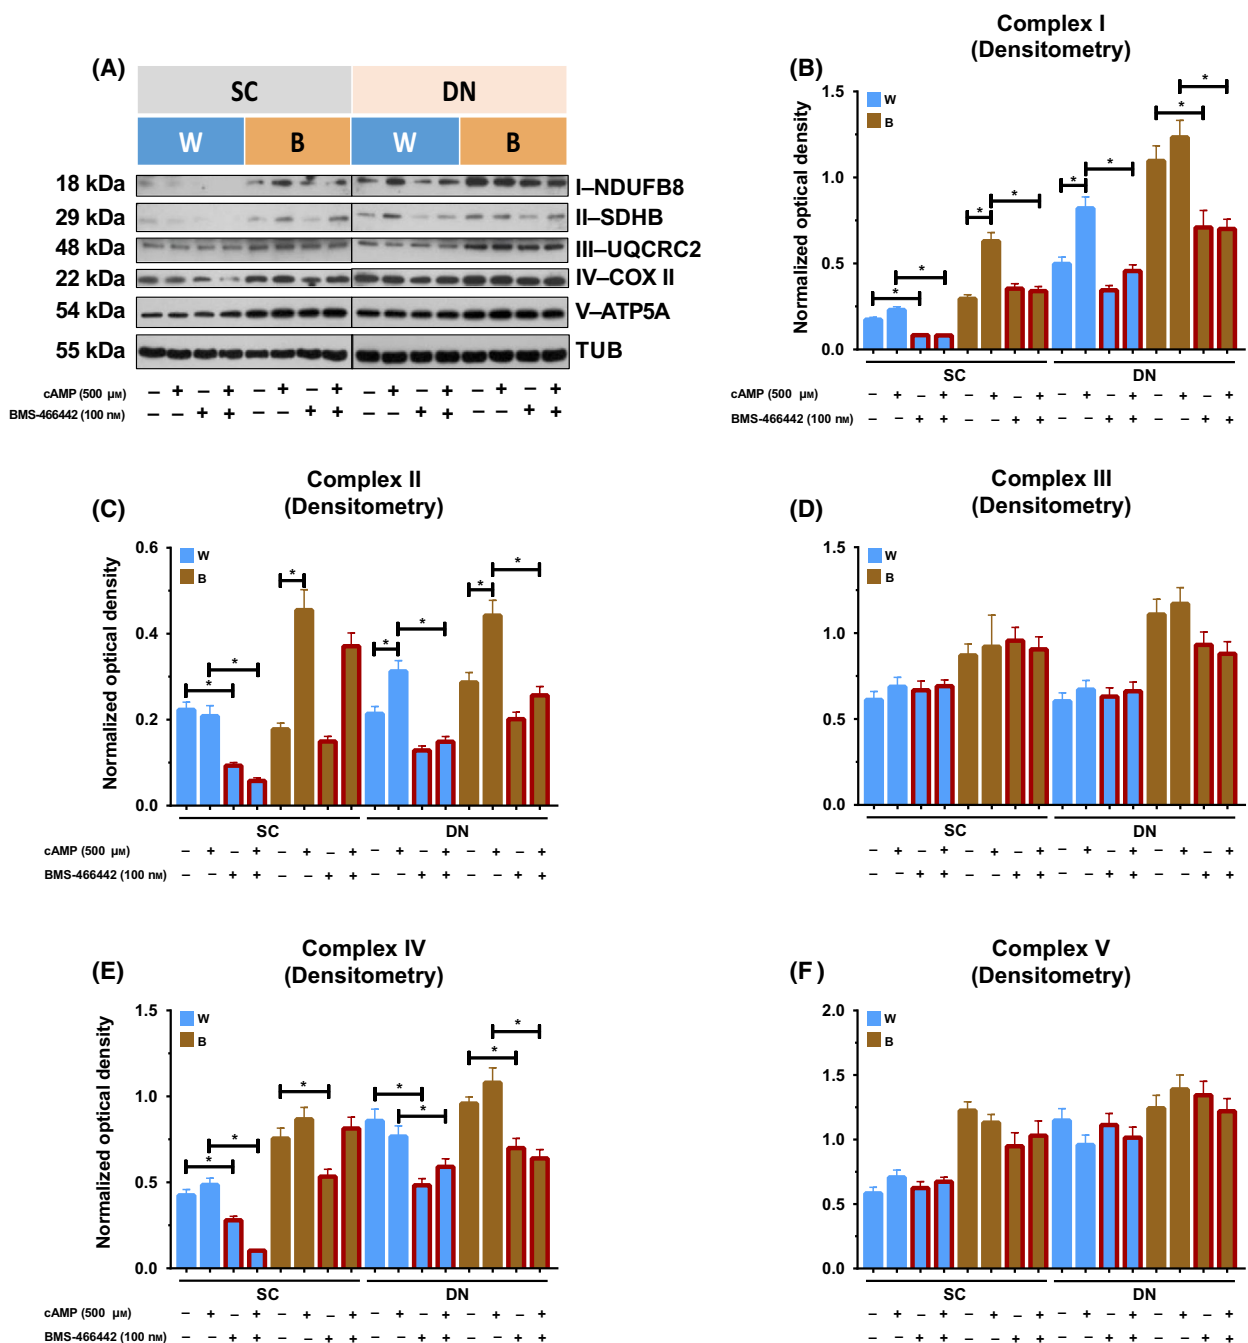 (A)
SC DN
W B W B
18 kDa I–NDUFB8
29 kDa II–SDHB
48 kDa III–UQCRC2
22 kDa IV–COX II
54 kDa V–ATP5A
55 kDa TUB
cAMP (500 µM) – + – + – + – + – + – + – + – +
BMS-466442 (100 nM) – – + + – – + + – – + + – – + +
(B)
Complex I
(Densitometry)
Normalized optical density
W
B
1.5
1.0
0.5
0.0
* * * * * * * *
SC DN
cAMP (500 µM) – + – + – + – + – + – + – + – +
BMS-466442 (100 nM) – – + + – – + + – – + + – – + +
(C)
Complex II
(Densitometry)
Normalized optical density
W
B
0.6
0.4
0.2
0.0
* * * * * * *
SC DN
cAMP (500 µM) – + – + – + – + – + – + – + – +
BMS-466442 (100 nM) – – + + – – + + – – + + – – + +
(D)
Complex III
(Densitometry)
W
B
1.5
1.0
0.5
0.0
SC DN
– + – + – + – + – + – + – + – +
– – + + – – + + – – + + – – + +
(E)
Complex IV
(Densitometry)
Normalized optical density
W
B
1.5
1.0
0.5
0.0
* * * * * * *
SC DN
cAMP (500 µM) – + – + – + – + – + – + – + – +
BMS-466442 (100 nM) – – + + – – + + – – + + – – + +
(F)
Complex V
(Densitometry)
W
B
2.0
1.5
1.0
0.5
0.0
SC DN
– + – + – + – + – + – + – + – +
– – + + – – + + – – + + – – + +